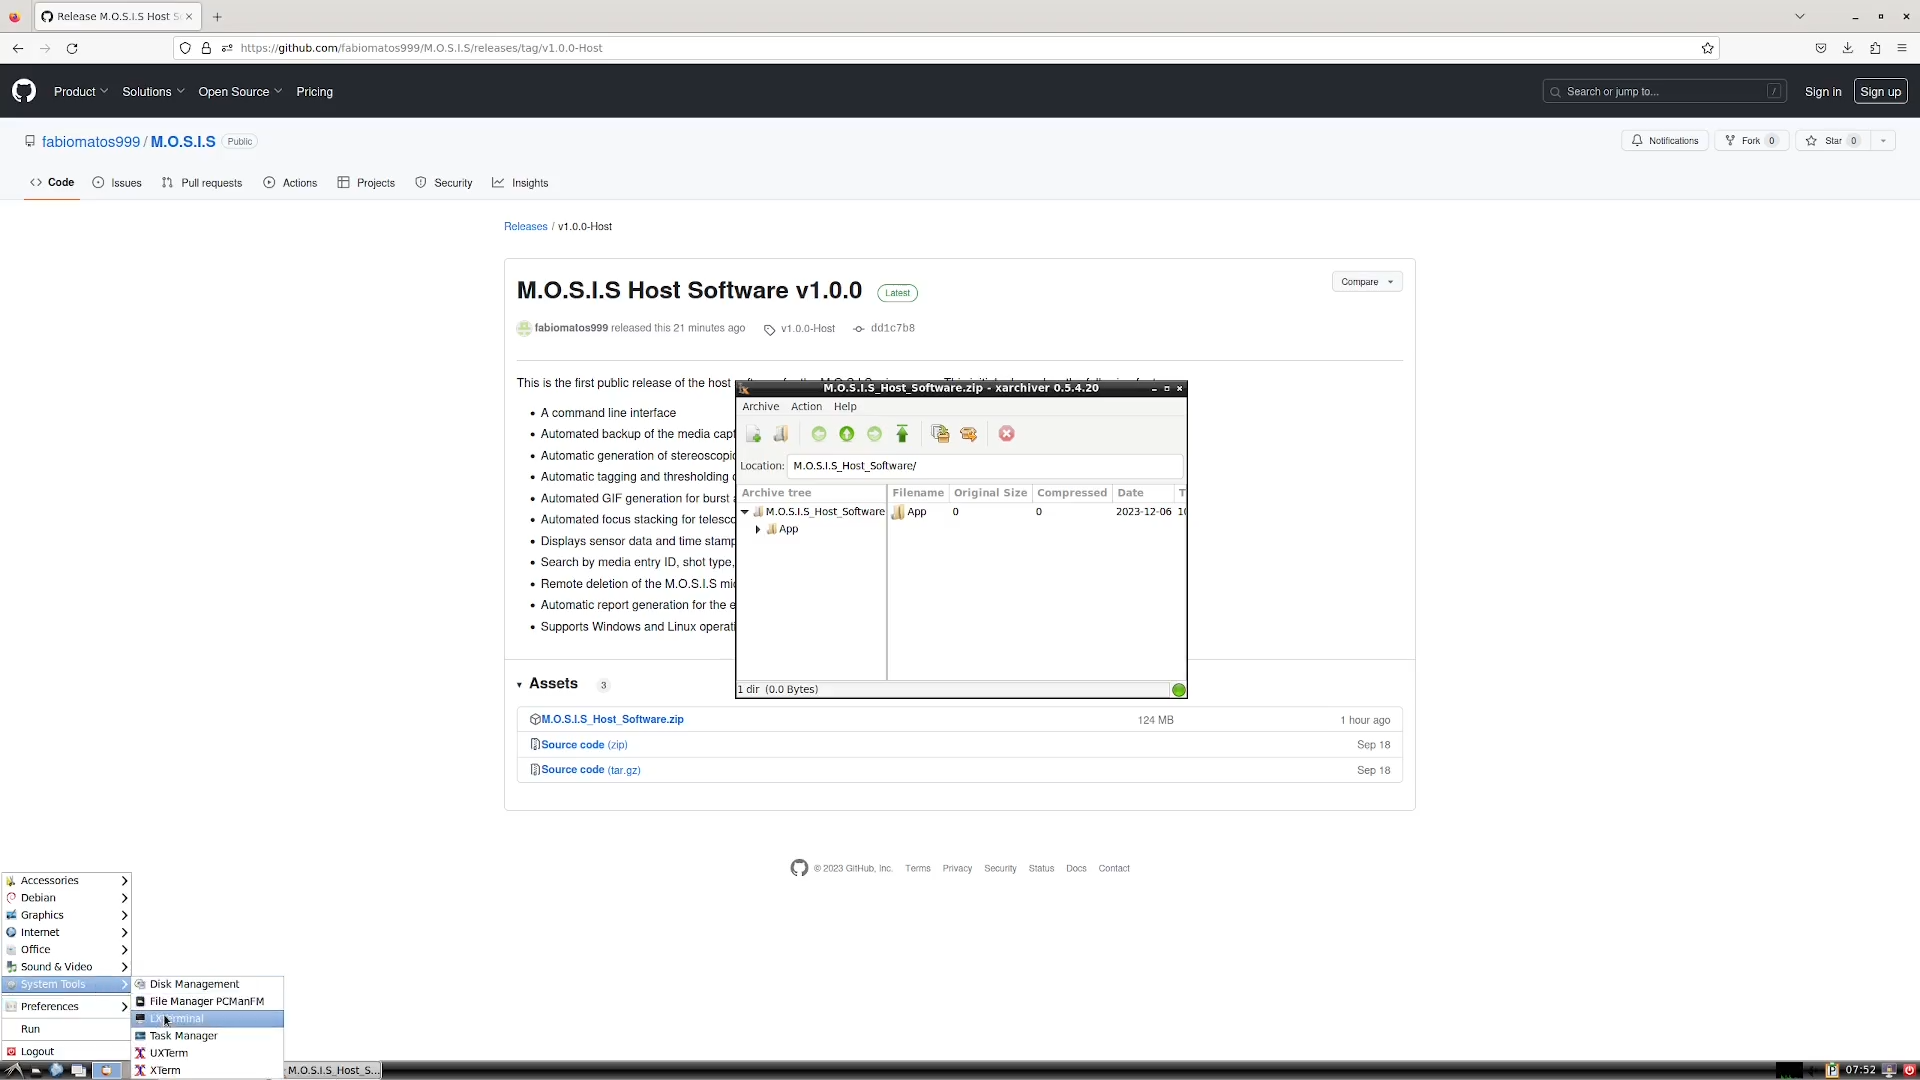 Release M.O.S.I.S Host S
https://github.com/fabiomatos999/M.O.S.I.S/releases/tag/v1.0.0-Host
Product
Solutions
Open Source
Pricing
Search or jump to...
/
Sign in
Sign up
fabiomatos999 / M.O.S.I.S
Public
Notifications
Fork 0
Star 0
Code
Issues
Pull requests
Actions
Projects
Security
Insights
Releases / v1.0.0-Host
M.O.S.I.S Host Software v1.0.0
Latest
Compare
fabiomatos999 released this 21 minutes ago
v1.0.0-Host
dd1c7b8
This is the first public release of the host
A command line interface
Automated backup of the media cap
Automatic generation of stereoscopi
Automatic tagging and thresholding
Automated GIF generation for burst
Automated focus stacking for telesc
Displays sensor data and time stam
Search by media entry ID, shot type,
Remote deletion of the M.O.S.I.S mi
Automatic report generation for the e
Supports Windows and Linux operati
M.O.S.I.S_Host_Software.zip - xarchiver 0.5.4.20
Archive Action Help
Location: M.O.S.I.S_Host_Software/
Archive tree
Filename Original Size Compressed Date T
M.O.S.I.S_Host_Software
App 0 0 2023-12-06 10
App
1 dir (0.0 Bytes)
Assets 3
M.O.S.I.S_Host_Software.zip 124 MB 1 hour ago
Source code (zip) Sep 18
Source code (tar.gz) Sep 18
© 2023 GitHub, Inc. Terms Privacy Security Status Docs Contact
Accessories
Debian
Graphics
Internet
Office
Sound & Video
System Tools
Preferences
Run
Logout
Disk Management
File Manager PCManFM
LXTerminal
Task Manager
UXTerm
XTerm
M.O.S.I.S_Host_S...
07:52